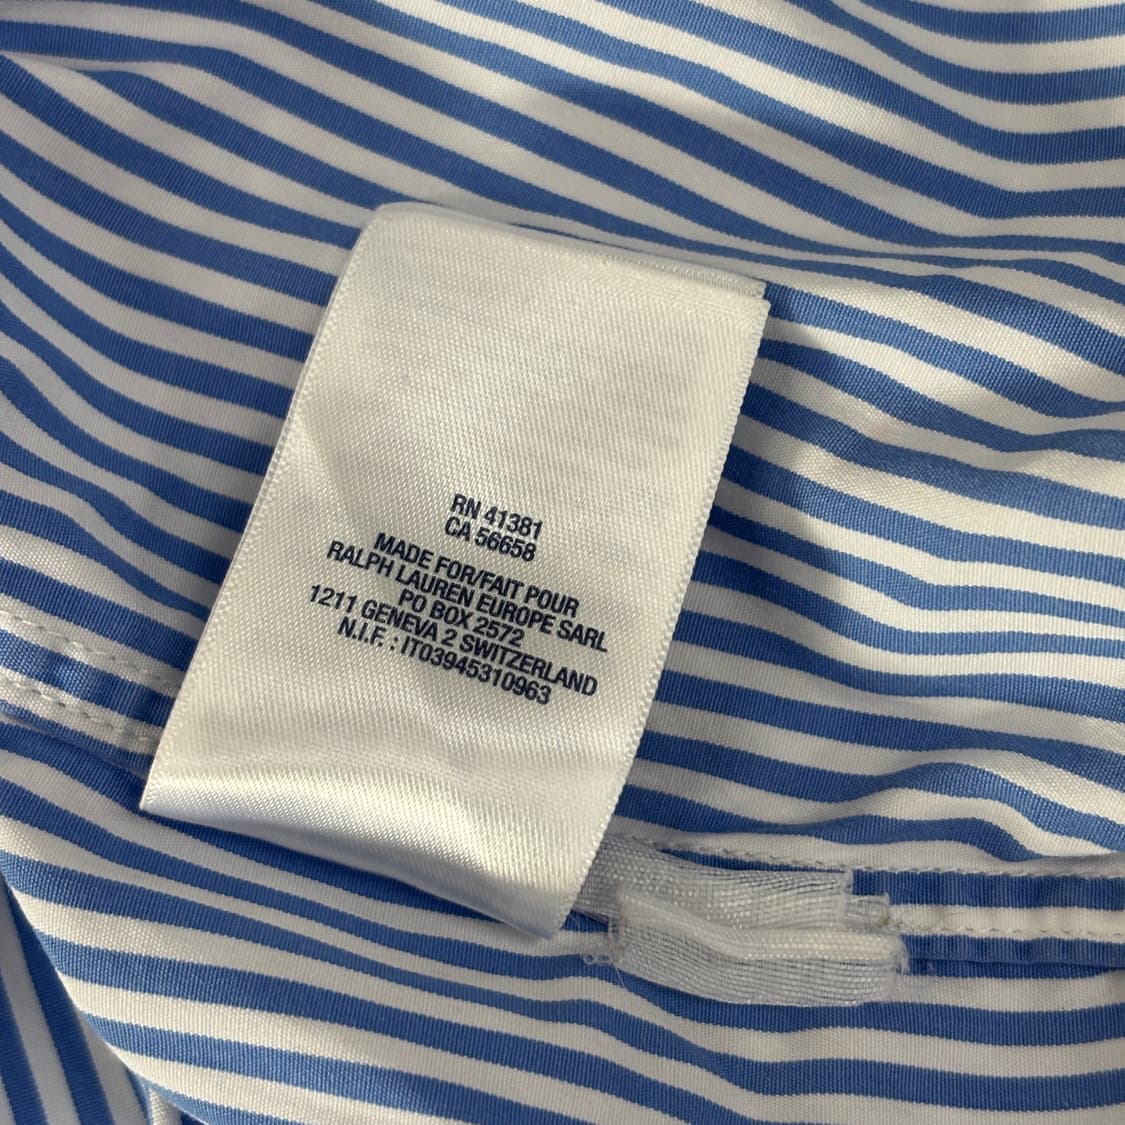 RN 41381
CA 56658
MADE FOR/FAIT POUR
RALPH LAUREN EUROPE SARL
PO BOX 2572
1211 GENEVA 2 SWITZERLAND
N.I.F. : IT03945310963